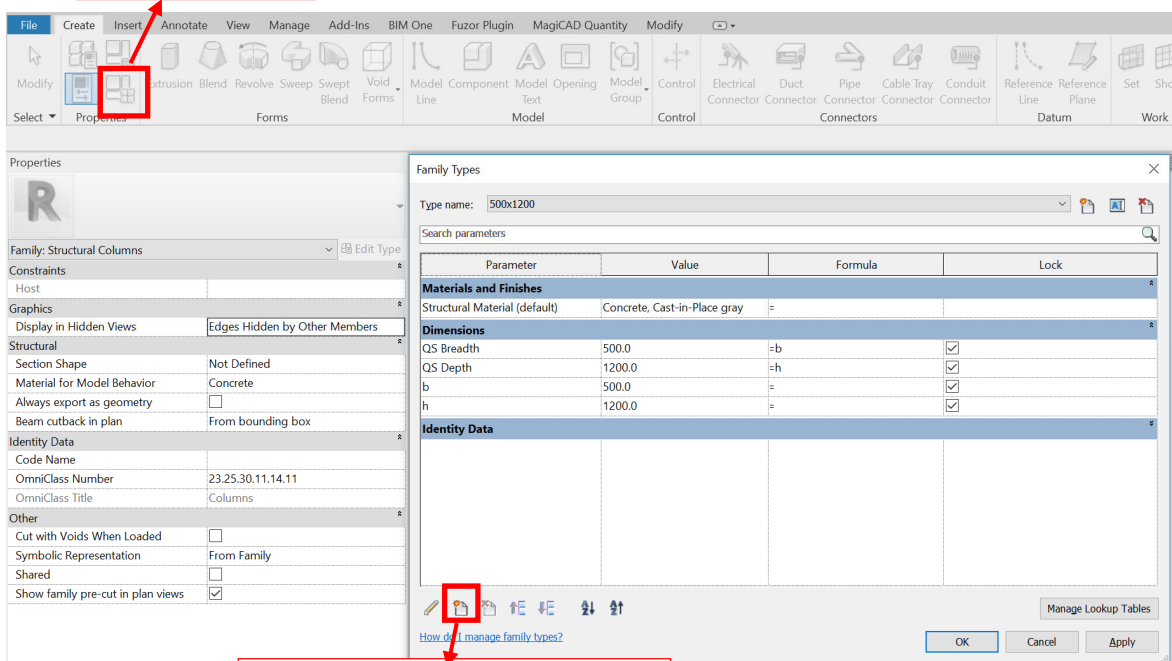 File Create Insert Annotate View Manage Add-Ins BIM One Fuzor Plugin MagiCAD Quantity Modify
Modify
Extrusion Blend Revolve Sweep Swept Blend Void Forms
Model Line Component Model Text Opening Model Group
Control
Electrical Connector Duct Connector Pipe Connector Cable Tray Connector Conduit Connector
Reference Line Reference Plane
Set Sho
Select Properties Forms Model Control Connectors Datum Work
Properties
R
Family: Structural Columns Edit Type
Constraints
Host
Graphics
Display in Hidden Views Edges Hidden by Other Members
Structural
Section Shape Not Defined
Material for Model Behavior Concrete
Always export as geometry
Beam cutback in plan From bounding box
Identity Data
Code Name
OmniClass Number 23.25.30.11.14.11
OmniClass Title Columns
Other
Cut with Voids When Loaded
Symbolic Representation From Family
Shared
Show family pre-cut in plan views
Family Types
Type name: 500x1200
AI
Search parameters
Parameter Value Formula Lock
Materials and Finishes
Structural Material (default) Concrete, Cast-in-Place gray =
Dimensions
QS Breadth 500.0 =b
QS Depth 1200.0 =h
b 500.0 =
h 1200.0 =
Identity Data
Manage Lookup Tables
How do I manage family types?
OK Cancel Apply